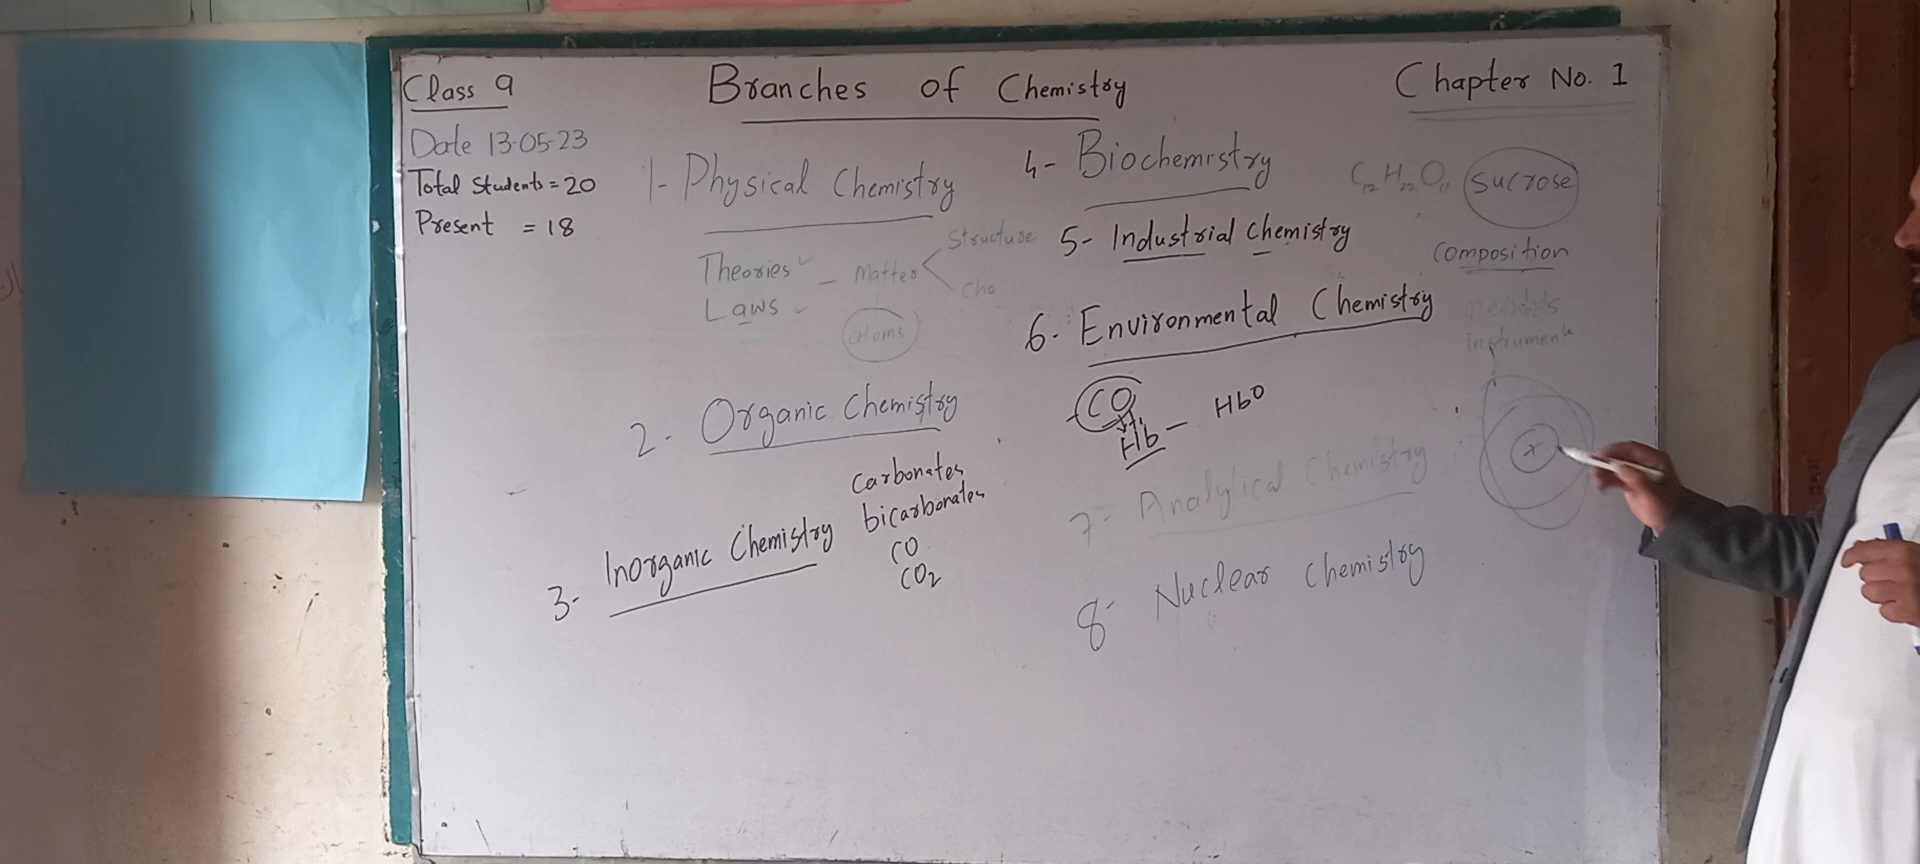 Class 9
Branches of Chemistry
Chapter No. 1
Date 13-05-23
Total Students = 20
Present = 18
1- Physical Chemistry
Theories - Matter
Structure
Cha
Laws
atoms
2- Organic Chemistry
3- Inorganic Chemistry
Carbonates
bicarbonates
CO
CO2
4- Biochemistry
5- Industrial Chemistry
6- Environmental Chemistry
CO
Hb - HbO
7- Analytical Chemistry
8- Nuclear Chemistry
C12H22O11 Sucrose
Composition
instruments
+